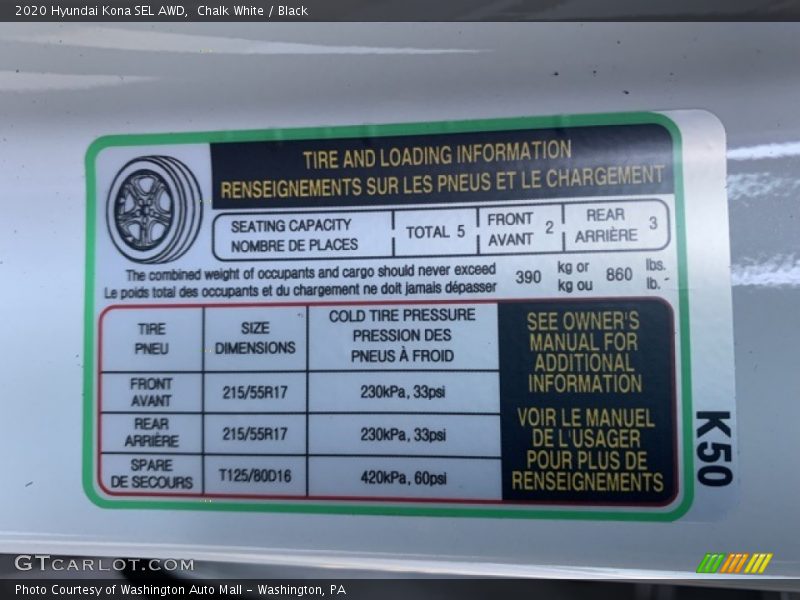 2020 Hyundai Kona SEL AWD,  Chalk White / Black
TIRE AND LOADING INFORMATION
RENSEIGNEMENTS SUR LES PNEUS ET LE CHARGEMENT
SEATING CAPACITY
NOMBRE DE PLACES
TOTAL 5
FRONT
AVANT
2
REAR
ARRIÈRE
3
The combined weight of occupants and cargo should never exceed
Le poids total des occupants et du chargement ne doit jamais dépasser
390
kg or
kg ou
860
lbs.
lb.
TIRE
PNEU
SIZE
DIMENSIONS
COLD TIRE PRESSURE
PRESSION DES
PNEUS À FROID
FRONT
AVANT
215/55R17
230kPa, 33psi
REAR
ARRIÈRE
215/55R17
230kPa, 33psi
SPARE
DE SECOURS
T125/80D16
420kPa, 60psi
SEE OWNER'S
MANUAL FOR
ADDITIONAL
INFORMATION
VOIR LE MANUEL
DE L'USAGER
POUR PLUS DE
RENSEIGNEMENTS
K50
GTCARLOT.COM
Photo Courtesy of Washington Auto Mall – Washington, PA